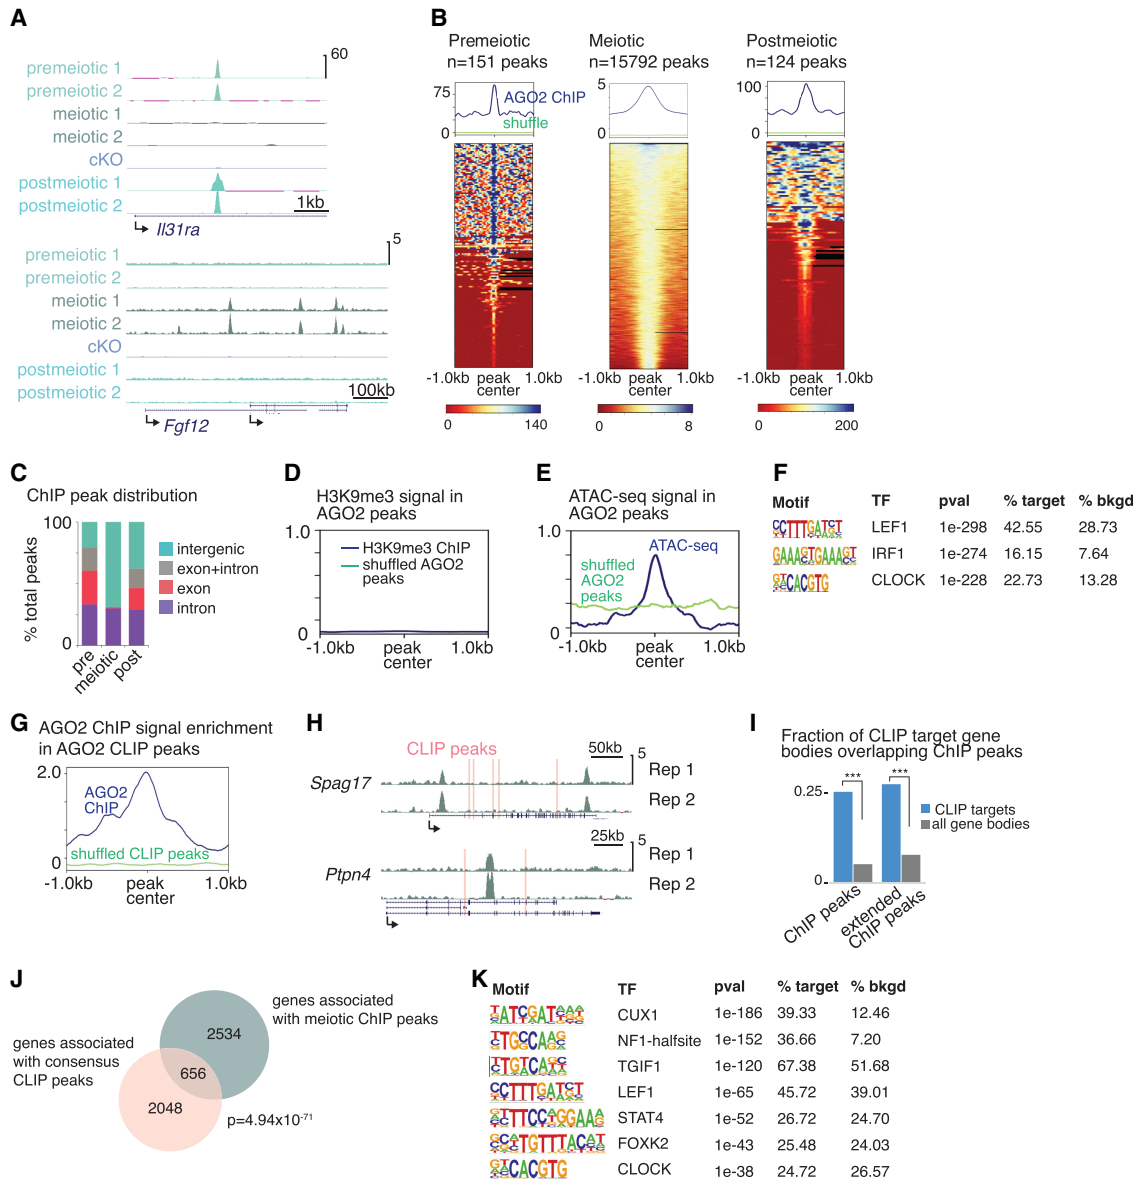 A
60
premeiotic 1
premeiotic 2
meiotic 1
meiotic 2
cKO
postmeiotic 1
postmeiotic 2
1kb
Il31ra
5
premeiotic 1
premeiotic 2
meiotic 1
meiotic 2
cKO
postmeiotic 1
postmeiotic 2
100kb
Fgf12
B
Premeiotic
n=151 peaks
Meiotic
n=15792 peaks
Postmeiotic
n=124 peaks
75
0
AGO2 ChIP
shuffle
5
0
100
0
-1.0kb peak center 1.0kb
-1.0kb peak center 1.0kb
-1.0kb peak center 1.0kb
0 140
0 8
0 200
C
ChIP peak distribution
% total peaks
100
0
pre
meiotic
post
intergenic
exon+intron
exon
intron
D
H3K9me3 signal in
AGO2 peaks
1.0
0
H3K9me3 ChIP
shuffled AGO2
peaks
-1.0kb peak center 1.0kb
E
ATAC-seq signal in
AGO2 peaks
1.0
0
ATAC-seq
shuffled
AGO2
peaks
-1.0kb peak center 1.0kb
F
Motif TF pval % target % bkgd
CCTTTGATCT LEF1 1e-298 42.55 28.73
GAAAGTGAAAGT IRF1 1e-274 16.15 7.64
CACGTG CLOCK 1e-228 22.73 13.28
G
AGO2 ChIP signal enrichment
in AGO2 CLIP peaks
2.0
0
AGO2
ChIP
shuffled CLIP peaks
-1.0kb peak center 1.0kb
H
CLIP peaks
50kb
5
Spag17
Rep 1
Rep 2
25kb
5
Ptpn4
Rep 1
Rep 2
I
Fraction of CLIP target gene
bodies overlapping ChIP peaks
*** ***
0.25
0
CLIP targets
all gene bodies
ChIP peaks
extended
ChIP peaks
J
genes associated
with meiotic ChIP peaks
2534
genes associated
with consensus
CLIP peaks
656
2048
p=4.94x10-71
K
Motif TF pval % target % bkgd
CUX1 1e-186 39.33 12.46
NF1-halfsite 1e-152 36.66 7.20
TGIF1 1e-120 67.38 51.68
LEF1 1e-65 45.72 39.01
STAT4 1e-52 26.72 24.70
FOXK2 1e-43 25.48 24.03
CACGTG CLOCK 1e-38 24.72 26.57